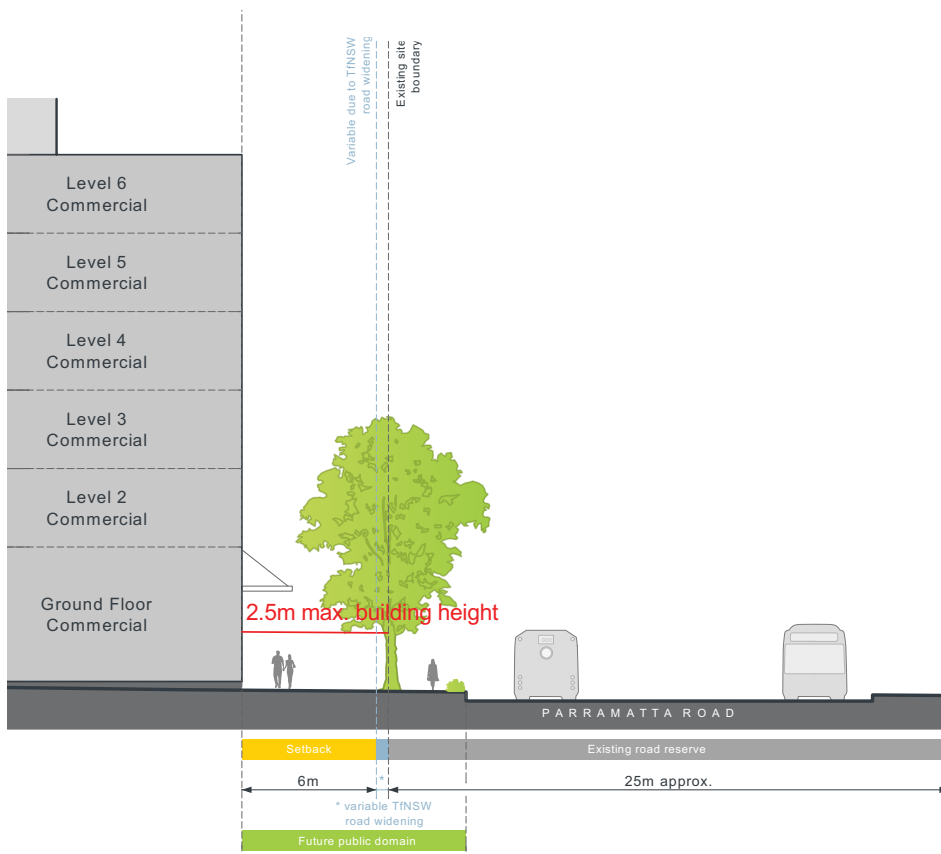 Variable due to TfNSW
road widening
Existing site
boundary
Level 6
Commercial
Level 5
Commercial
Level 4
Commercial
Level 3
Commercial
Level 2
Commercial
Ground Floor
Commercial
2.5m max. building height
PARRAMATTA ROAD
Setback
Existing road reserve
6m
*
25m approx.
* variable TfNSW
road widening
Future public domain